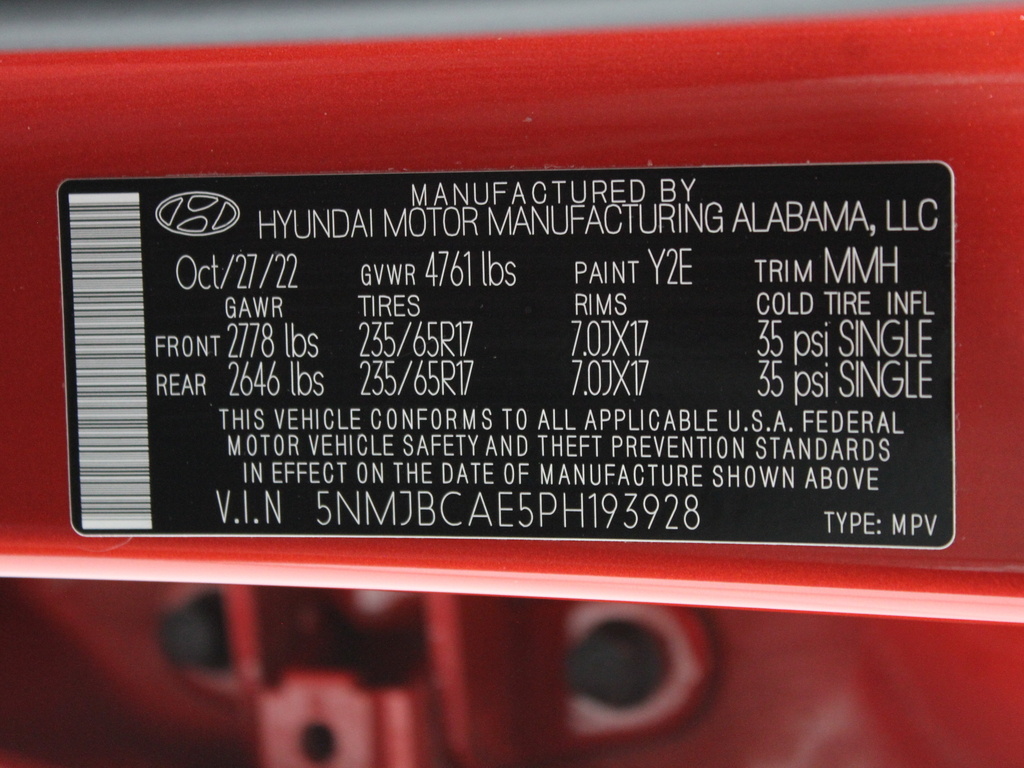 MANUFACTURED BY
HYUNDAI MOTOR MANUFACTURING ALABAMA, LLC
Oct/27/22 GVWR 4761 lbs PAINT Y2E TRIM MMH
GAWR TIRES RIMS COLD TIRE INFL
FRONT 2778 lbs 235/65R17 7.0JX17 35 psi SINGLE
REAR 2646 lbs 235/65R17 7.0JX17 35 psi SINGLE
THIS VEHICLE CONFORMS TO ALL APPLICABLE U.S.A. FEDERAL
MOTOR VEHICLE SAFETY AND THEFT PREVENTION STANDARDS
IN EFFECT ON THE DATE OF MANUFACTURE SHOWN ABOVE
V.I.N 5NMJBCAE5PH193928 TYPE: MPV